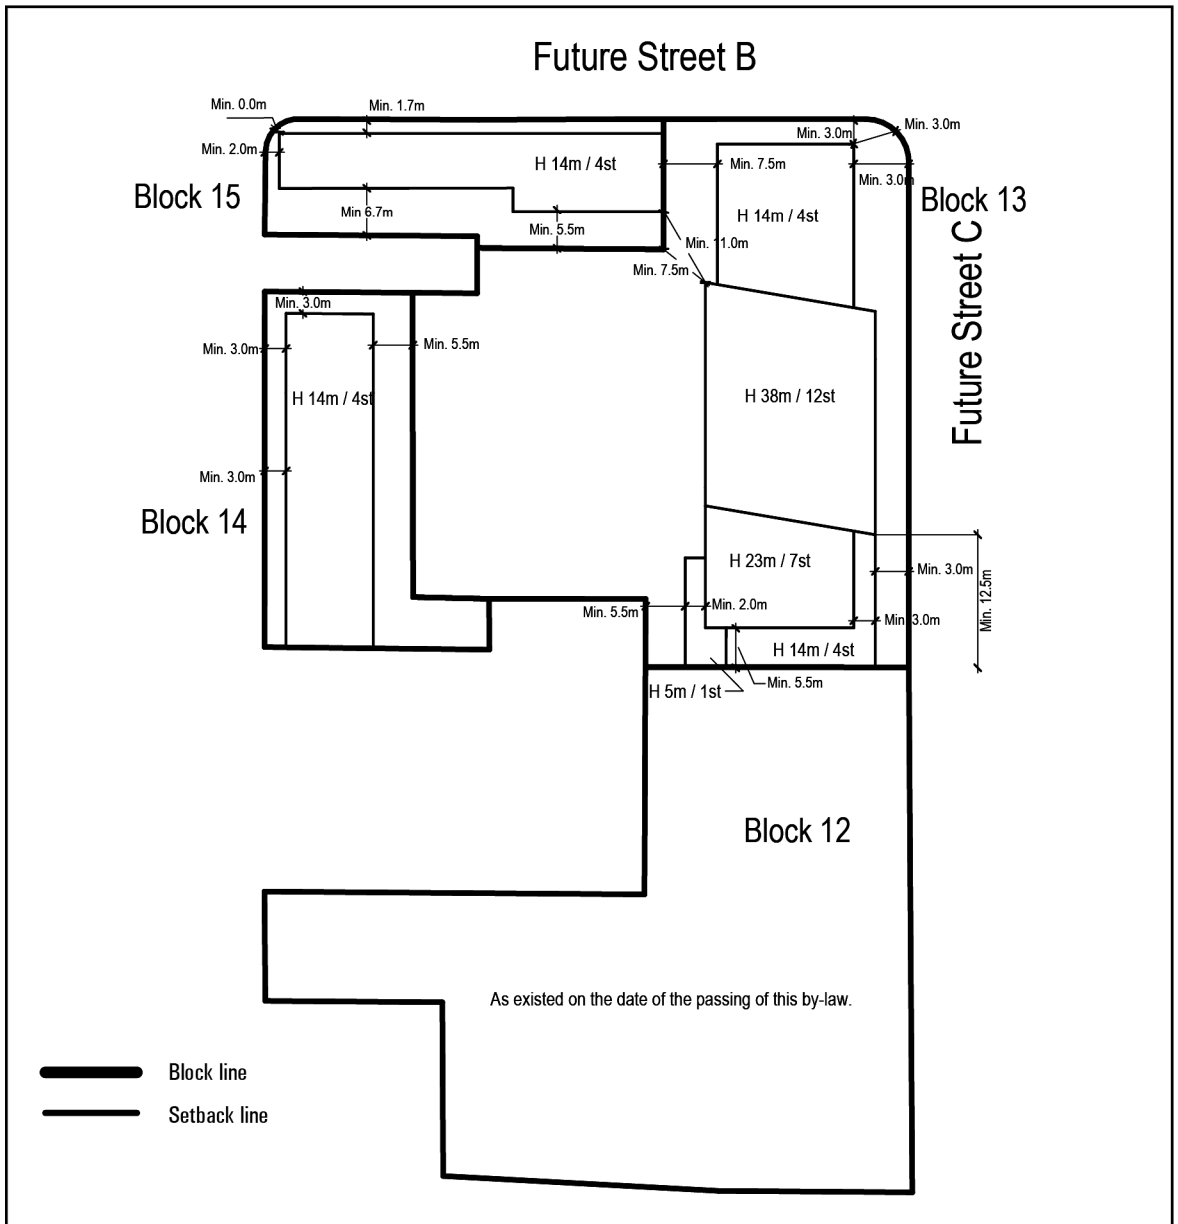 Future Street B
Min. 0.0m
Min. 1.7m
Min. 3.0m
Min. 3.0m
Min. 2.0m
H 14m / 4st
Min. 7.5m
Min. 3.0m
Block 15
Block 13
Min 6.7m
H 14m / 4st
Min. 5.5m
Min. 11.0m
Min. 7.5m
Future Street C
Min. 3.0m
Min. 3.0m
Min. 5.5m
H 14m / 4st
H 38m / 12st
Min. 3.0m
Block 14
H 23m / 7st
Min. 3.0m
Min. 12.5m
Min. 5.5m
Min. 2.0m
Min. 3.0m
H 14m / 4st
H 5m / 1st
Min. 5.5m
Block 12
As existed on the date of the passing of this by-law.
Block line
Setback line